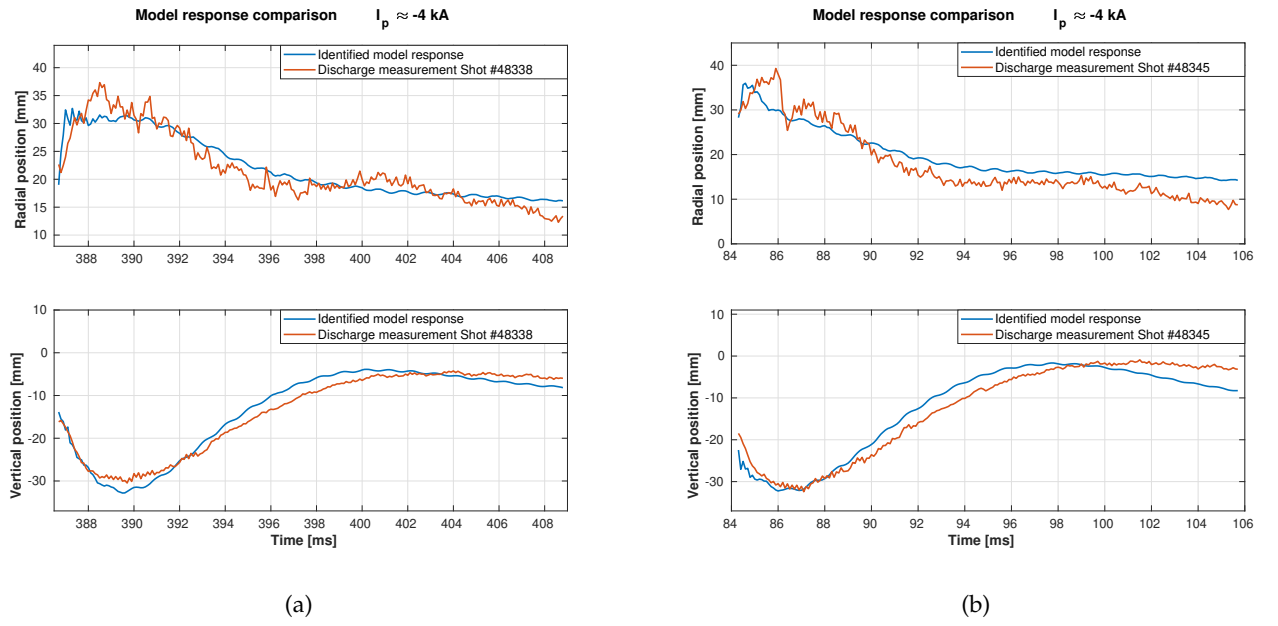 Model response comparison I_p ≈ -4 kA
Radial position [mm]
40
35
30
25
20
15
10
Identified model response
Discharge measurement Shot #48338
388 390 392 394 396 398 400 402 404 406 408
Vertical position [mm]
10
0
-10
-20
-30
Identified model response
Discharge measurement Shot #48338
388 390 392 394 396 398 400 402 404 406 408
Time [ms]
(a)
Model response comparison I_p ≈ -4 kA
Radial position [mm]
40
30
20
10
0
Identified model response
Discharge measurement Shot #48345
84 86 88 90 92 94 96 98 100 102 104 106
Vertical position [mm]
10
0
-10
-20
-30
Identified model response
Discharge measurement Shot #48345
84 86 88 90 92 94 96 98 100 102 104 106
Time [ms]
(b)